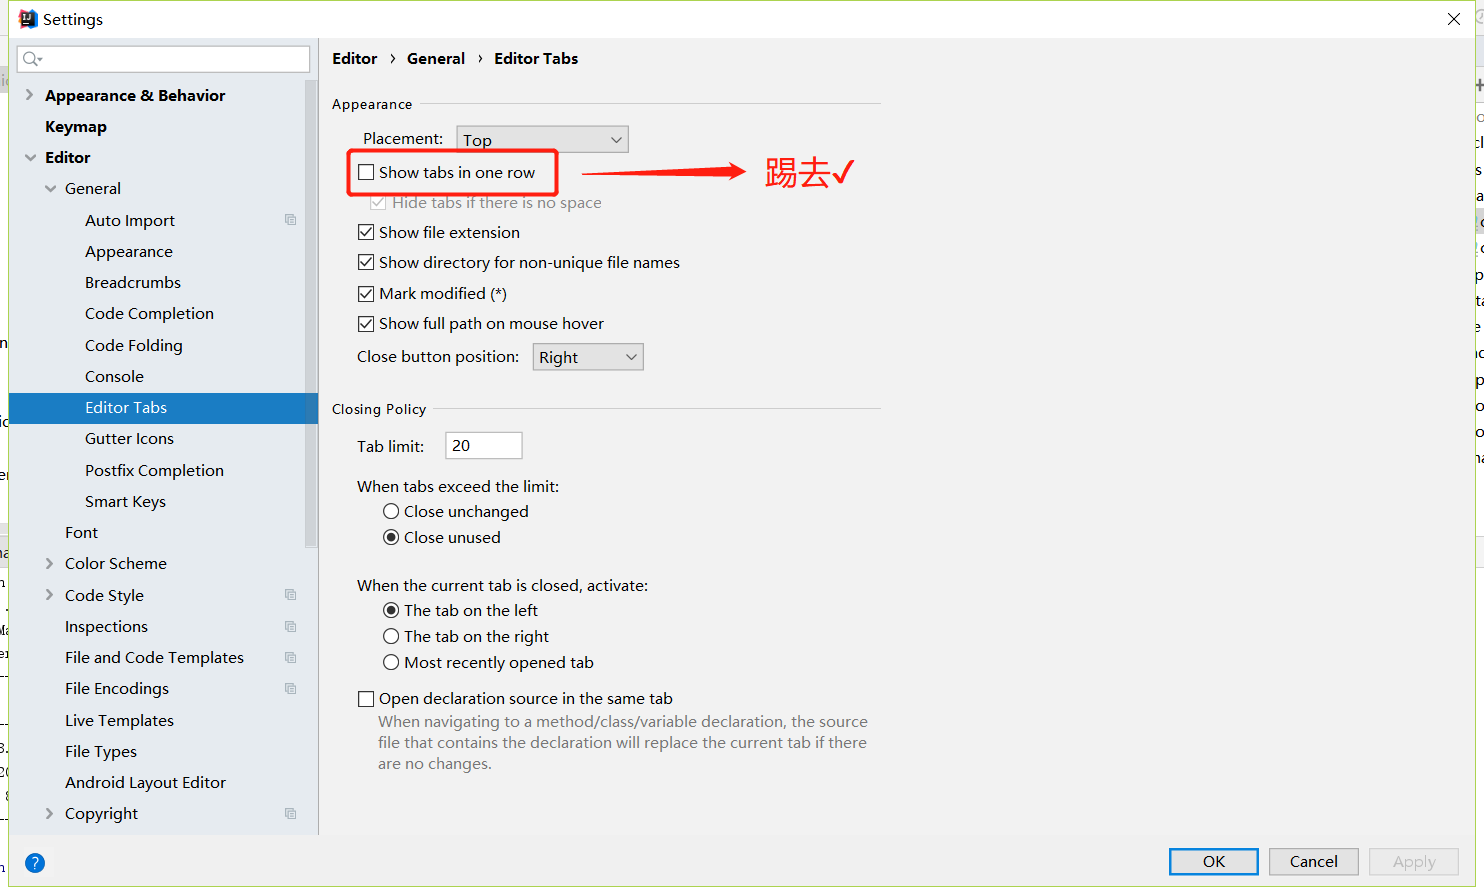 Settings
Editor › General › Editor Tabs
Appearance & Behavior
Keymap
Editor
General
Auto Import
Appearance
Breadcrumbs
Code Completion
Code Folding
Console
Editor Tabs
Gutter Icons
Postfix Completion
Smart Keys
Font
Color Scheme
Code Style
Inspections
File and Code Templates
File Encodings
Live Templates
File Types
Android Layout Editor
Copyright
Appearance
Placement: Top
Show tabs in one row
踢去✓
Hide tabs if there is no space
Show file extension
Show directory for non-unique file names
Mark modified (*)
Show full path on mouse hover
Close button position: Right
Closing Policy
Tab limit: 20
When tabs exceed the limit:
Close unchanged
Close unused
When the current tab is closed, activate:
The tab on the left
The tab on the right
Most recently opened tab
Open declaration source in the same tab
When navigating to a method/class/variable declaration, the source
file that contains the declaration will replace the current tab if there
are no changes.
?
OK
Cancel
Apply